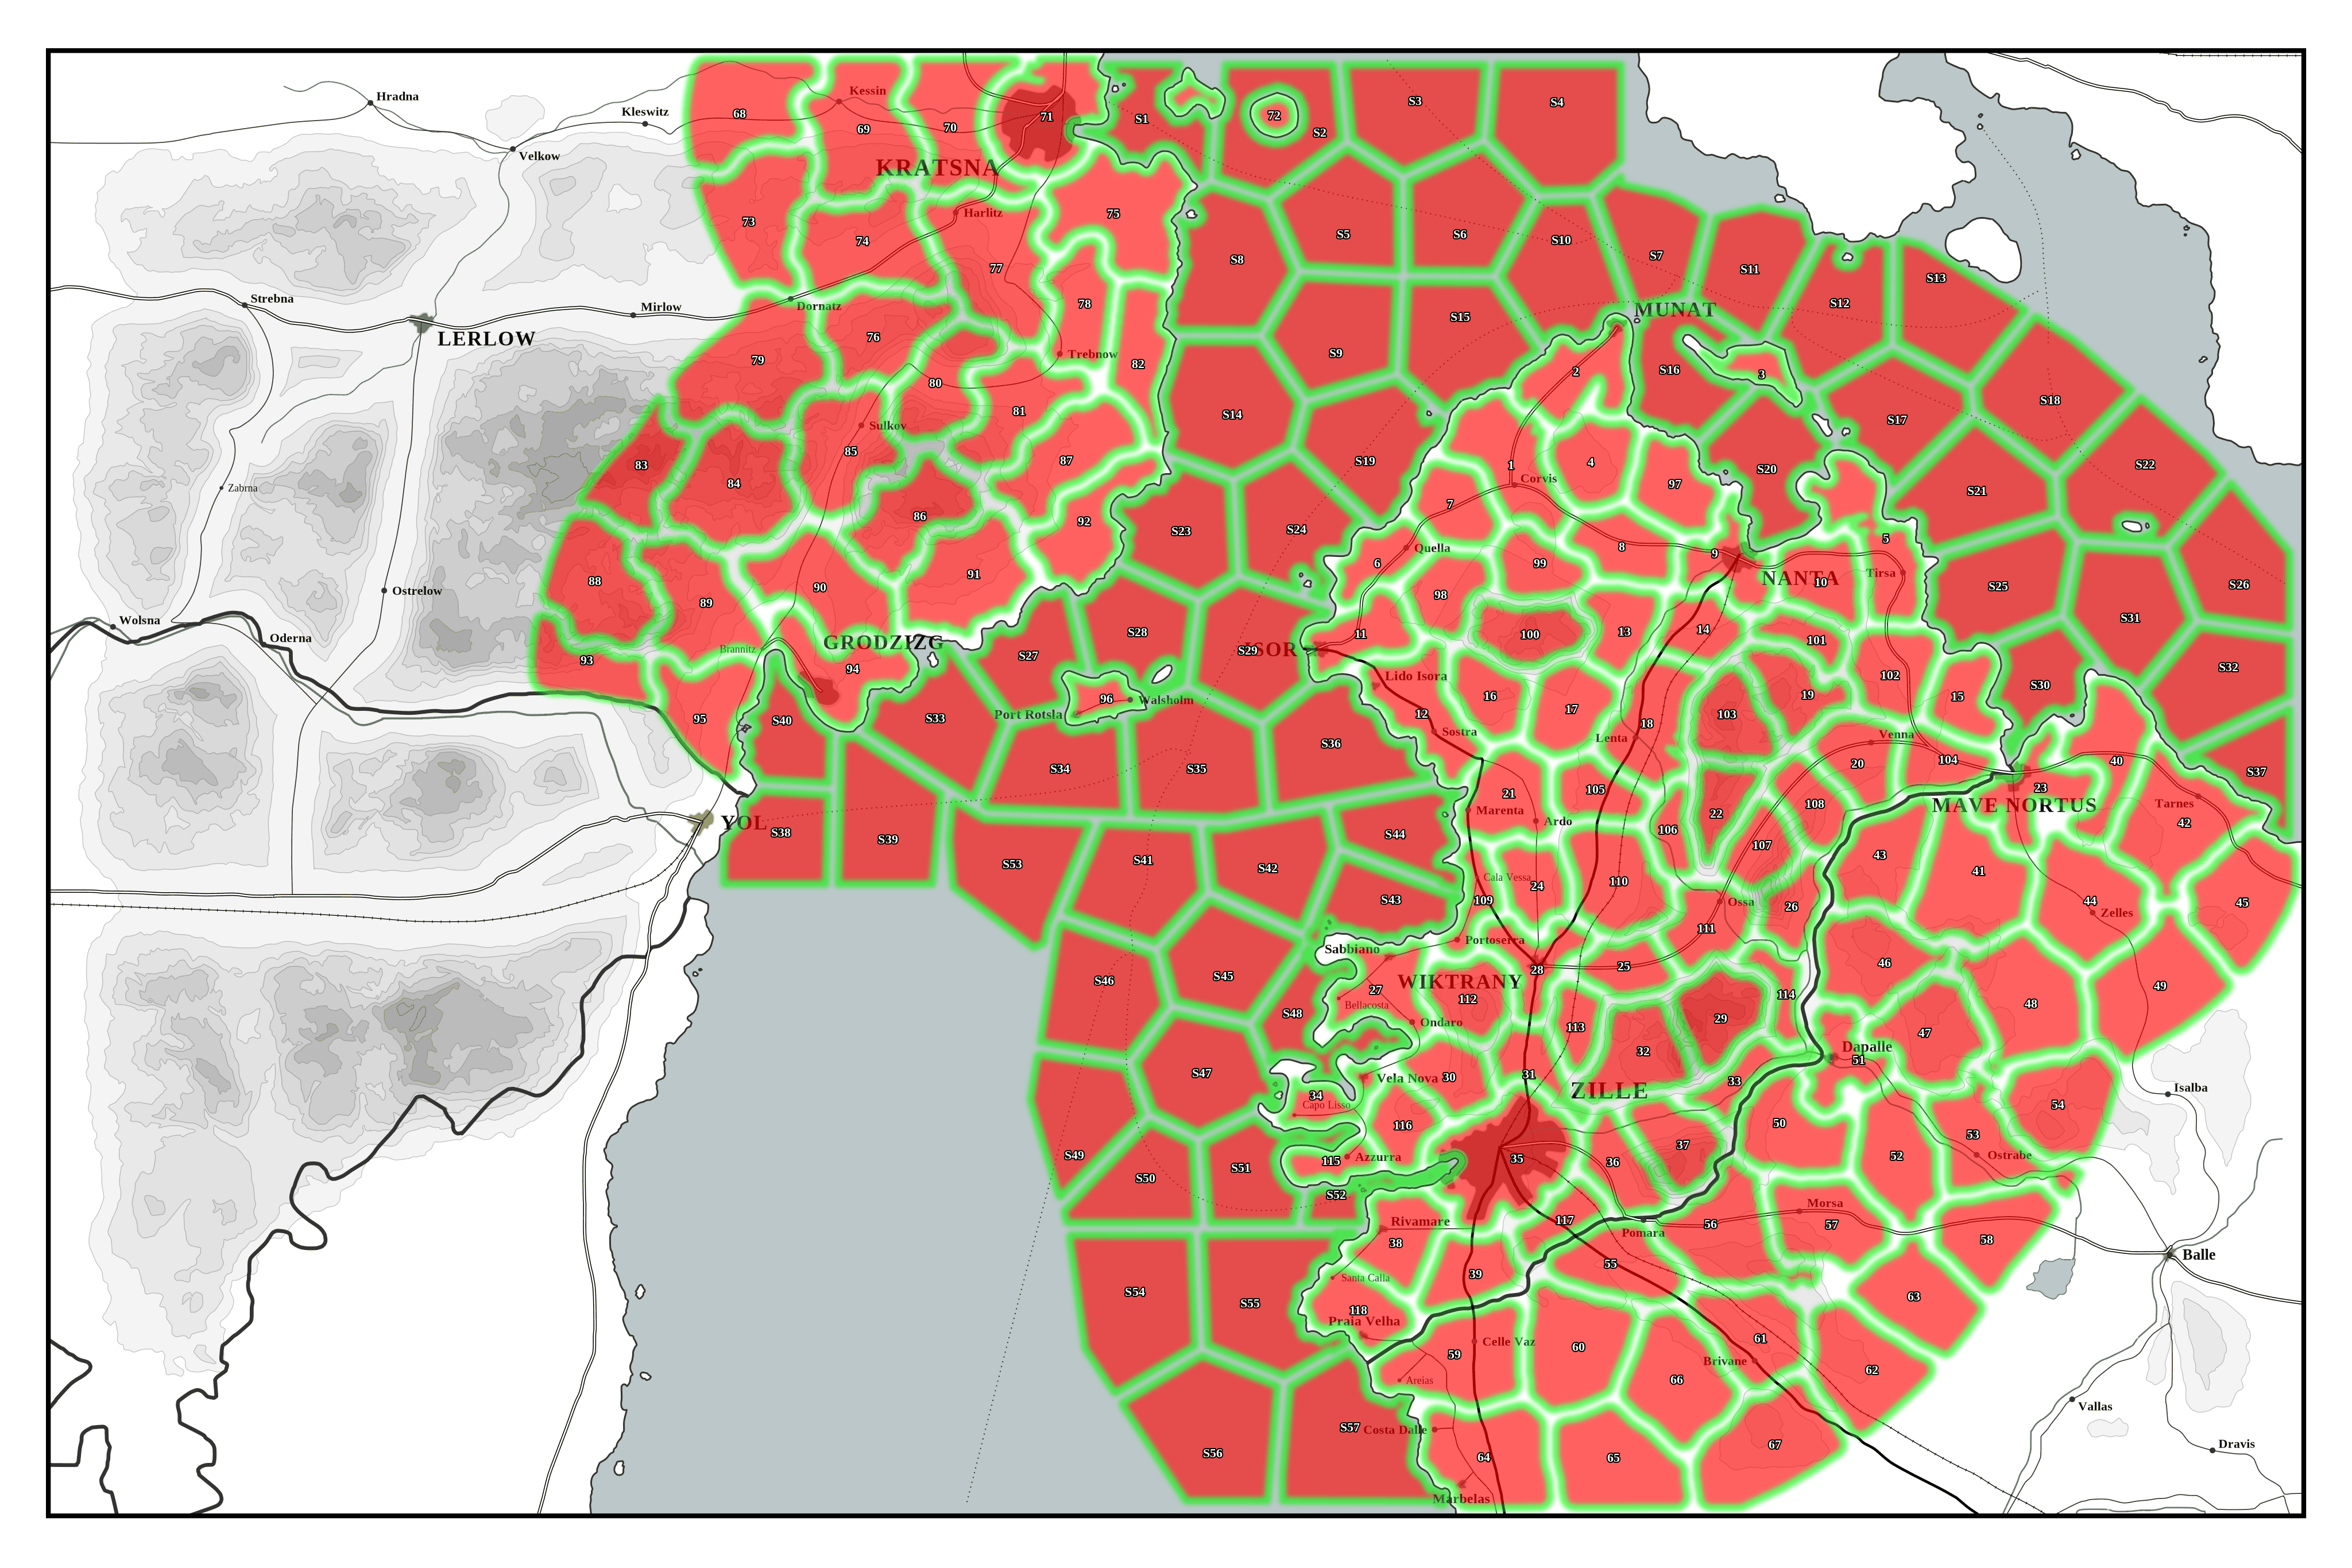 Hradna
Kleswitz
Kessin
68
69
70
71
S1
72
S2
S3
S4
Velkow
KRATSNA
73
74
Harlitz
75
77
S8
S5
S6
S10
S7
S11
S12
S13
Strebna
Mirlow
Dornatz
78
MUNAT
LERLOW
76
79
80
Trebnow
82
S9
S15
2
S16
3
S18
81
S14
S17
Sulkov
83
84
85
87
S19
1
4
97
S20
S22
Zabrna
Corvis
S21
86
92
S23
S24
7
Quella
99
8
9
5
88
89
90
91
6
98
NANTA
10
Tirsa
S25
S26
Ostrelow
Wolsna
Oderna
S28
11
100
13
14
101
S31
Brannitz
GRODZIZG
S27
S29
ISOR
93
94
96
Walsholm
Lido Isora
16
17
18
103
19
102
15
S30
S32
95
S40
S33
Port Rotsla
12
Sostra
Lenta
Venna
S34
S35
S36
20
104
40
S37
YOL
S38
S39
21
Marenta
Ardo
105
106
22
108
107
23
MAVE NORTUS
Tarnes
42
S53
S41
S42
S44
S43
Cala Vessa
24
109
110
Ossa
26
111
43
41
44
Zelles
45
Sabbiano
Portoserra
WIKTRANY
28
25
46
S46
S45
S48
27
Bellacosta
112
Ondaro
113
29
32
114
47
48
49
S47
Vela Nova
30
31
33
Dapalle
51
34
Capo Lisso
ZILLE
Isalba
54
S49
S50
S51
116
115
Azzurra
35
36
37
50
52
53
Ostrabe
S52
Rivamare
38
117
Pomara
56
Morsa
57
58
Balle
Santa Calla
39
55
S54
S55
118
Praia Velha
63
59
Celle Vaz
60
61
Brivane
62
Areias
66
Vallas
S56
S57
Costa Dalle
64
65
67
Dravis
Marbelas